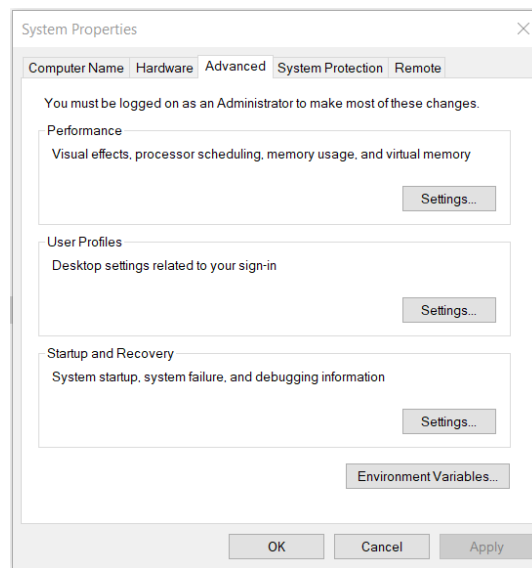 System Properties
Computer Name Hardware Advanced System Protection Remote
You must be logged on as an Administrator to make most of these changes.
Performance
Visual effects, processor scheduling, memory usage, and virtual memory
Settings...
User Profiles
Desktop settings related to your sign-in
Settings...
Startup and Recovery
System startup, system failure, and debugging information
Settings...
Environment Variables...
OK Cancel Apply